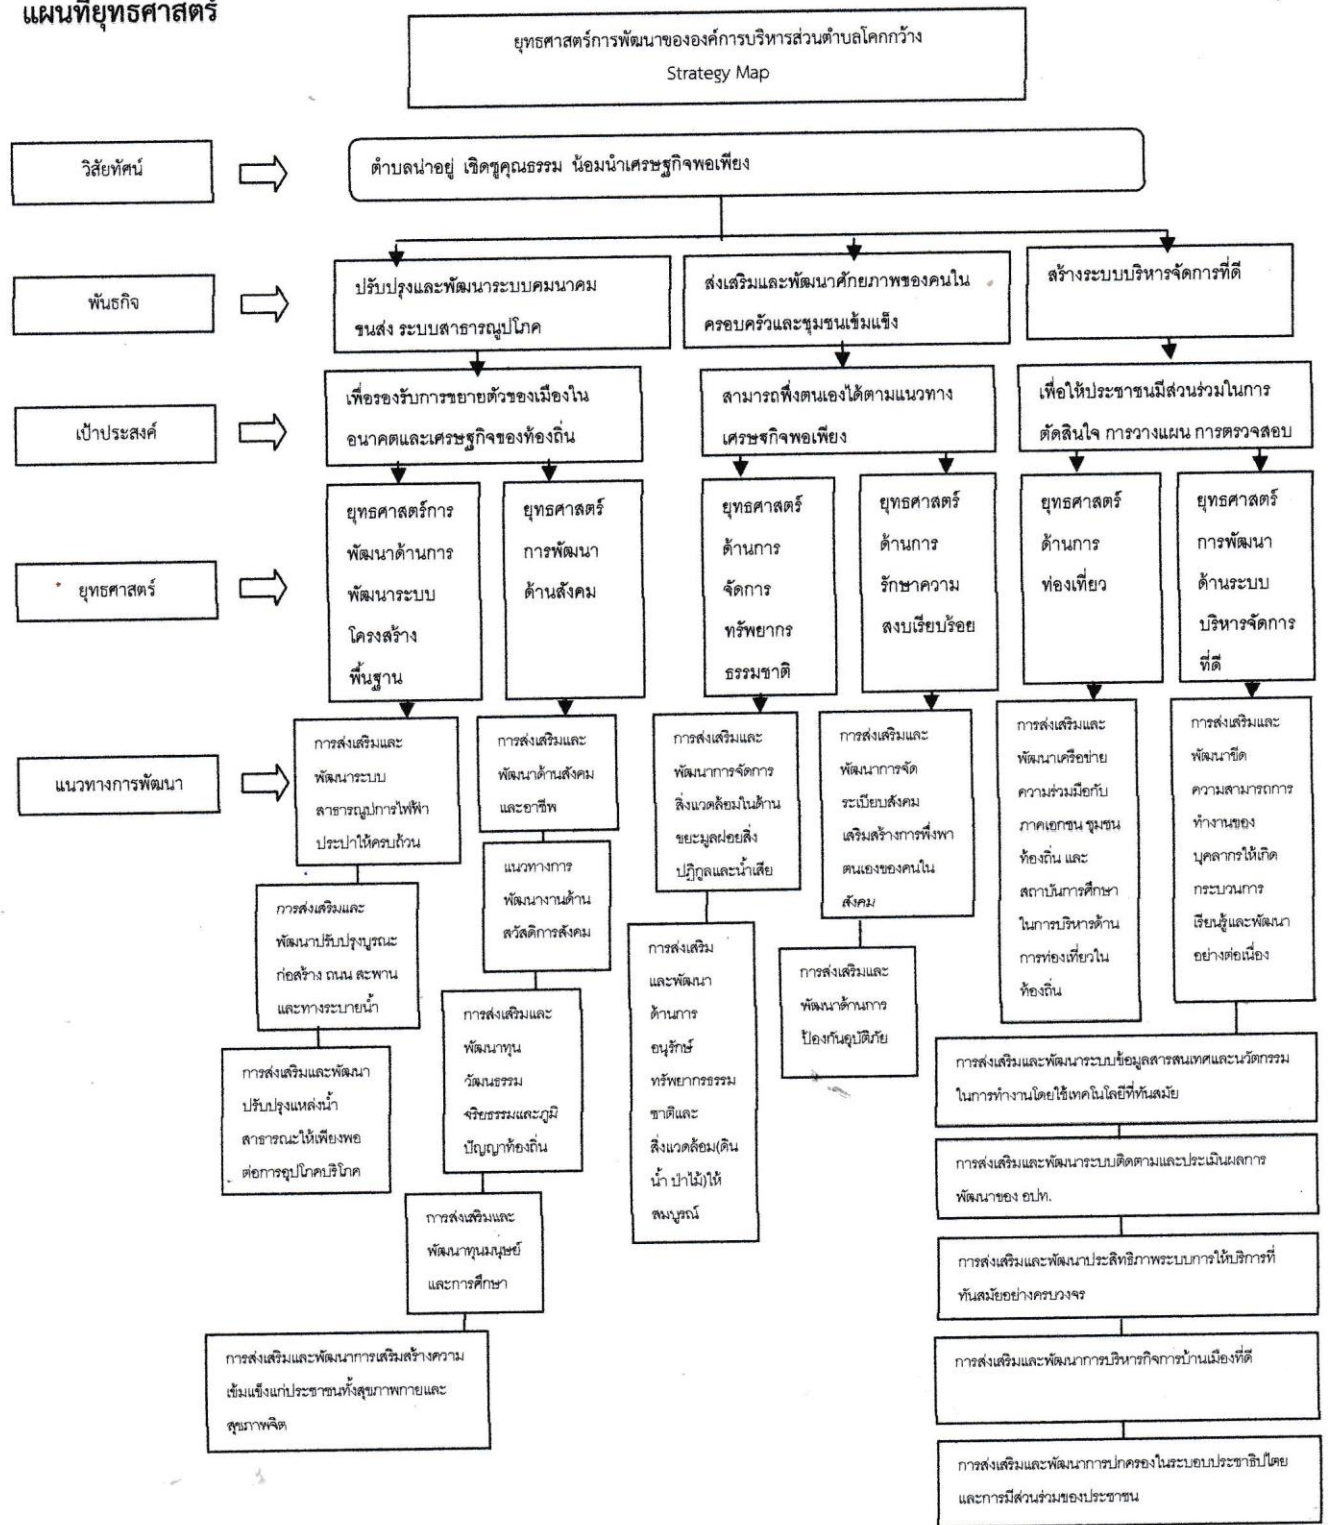 แผนที่ยุทธศาสตร์
ยุทธศาสตร์การพัฒนาขององค์การบริหารส่วนตำบลโคกกว้าง
Strategy Map
วิสัยทัศน์
ตำบลน่าอยู่ เชิดชูคุณธรรม น้อมนำเศรษฐกิจพอเพียง
พันธกิจ
ปรับปรุงและพัฒนาระบบคมนาคม
ขนส่ง ระบบสาธารณูปโภค
ส่งเสริมและพัฒนาศักยภาพของคนใน
ครอบครัวและชุมชนเข้มแข็ง
สร้างระบบบริหารจัดการที่ดี
เป้าประสงค์
เพื่อรองรับการขยายตัวของเมืองใน
อนาคตและเศรษฐกิจของท้องถิ่น
สามารถพึ่งตนเองได้ตามแนวทาง
เศรษฐกิจพอเพียง
เพื่อให้ประชาชนมีส่วนร่วมในการ
ตัดสินใจ การวางแผน การตรวจสอบ
ยุทธศาสตร์
ยุทธศาสตร์การ
พัฒนาด้านการ
พัฒนาระบบ
โครงสร้าง
พื้นฐาน
ยุทธศาสตร์
การพัฒนา
ด้านสังคม
ยุทธศาสตร์
ด้านการ
จัดการ
ทรัพยากร
ธรรมชาติ
ยุทธศาสตร์
ด้านการ
รักษาความ
สงบเรียบร้อย
ยุทธศาสตร์
ด้านการ
ท่องเที่ยว
ยุทธศาสตร์
การพัฒนา
ด้านระบบ
บริหารจัดการ
ที่ดี
แนวทางการพัฒนา
การส่งเสริมและ
พัฒนาระบบ
สาธารณูปการไฟฟ้า
ประปาให้ครบถ้วน
การส่งเสริมและ
พัฒนาปรับปรุงบูรณะ
ก่อสร้าง ถนน สะพาน
และทางระบายน้ำ
การส่งเสริมและพัฒนา
ปรับปรุงแหล่งน้ำ
สาธารณะให้เพียงพอ
ต่อการอุปโภคบริโภค
การส่งเสริมและ
พัฒนาด้านสังคม
และอาชีพ
แนวทางการ
พัฒนางานด้าน
สวัสดิการสังคม
การส่งเสริมและ
พัฒนาทุน
วัฒนธรรม
จริยธรรมและภูมิ
ปัญญาท้องถิ่น
การส่งเสริมและ
พัฒนาทุนมนุษย์
และการศึกษา
การส่งเสริมและพัฒนาการเสริมสร้างความ
เข้มแข็งแก่ประชาชนทั้งสุขภาพกายและ
สุขภาพจิต
การส่งเสริมและ
พัฒนาการจัดการ
สิ่งแวดล้อมในด้าน
ขยะมูลฝอยสิ่ง
ปฏิกูลและน้ำเสีย
การส่งเสริม
และพัฒนา
ด้านการ
อนุรักษ์
ทรัพยากรธรรม
ชาติและ
สิ่งแวดล้อม(ดิน
น้ำ ป่าไม้)ให้
สมบูรณ์
การส่งเสริมและ
พัฒนาการจัด
ระเบียบสังคม
เสริมสร้างการพึ่งพา
ตนเองของคนใน
สังคม
การส่งเสริมและ
พัฒนาด้านการ
ป้องกันอุบัติภัย
การส่งเสริมและ
พัฒนาเครือข่าย
ความร่วมมือกับ
ภาคเอกชน ชุมชน
ท้องถิ่น และ
สถาบันการศึกษา
ในการบริหารด้าน
การท่องเที่ยวใน
ท้องถิ่น
การส่งเสริมและ
พัฒนาขีด
ความสามารถการ
ทำงานของ
บุคลากรให้เกิด
กระบวนการ
เรียนรู้และพัฒนา
อย่างต่อเนื่อง
การส่งเสริมและพัฒนาระบบข้อมูลสารสนเทศและนวัตกรรม
ในการทำงานโดยใช้เทคโนโลยีที่ทันสมัย
การส่งเสริมและพัฒนาระบบติดตามและประเมินผลการ
พัฒนาของ อปท.
การส่งเสริมและพัฒนาประสิทธิภาพระบบการให้บริการที่
ทันสมัยอย่างครบวงจร
การส่งเสริมและพัฒนาการบริหารกิจการบ้านเมืองที่ดี
การส่งเสริมและพัฒนาการปกครองในระบอบประชาธิปไตย
และการมีส่วนร่วมของประชาชน